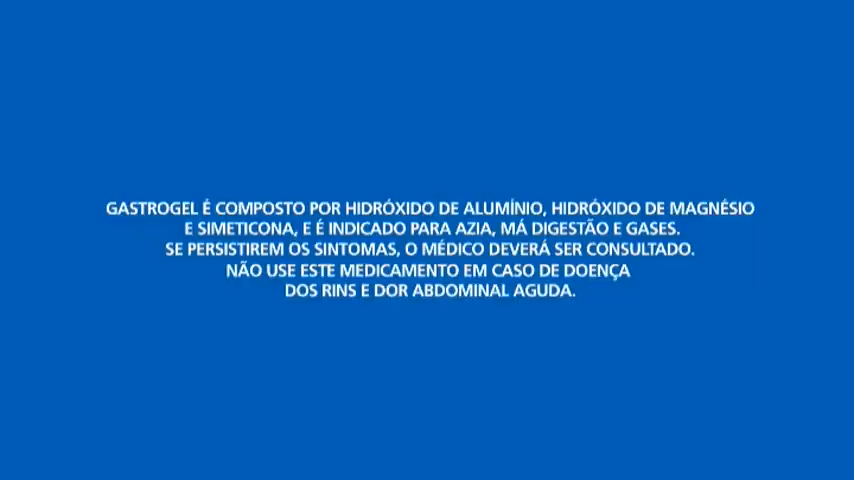 GASTROGEL É COMPOSTO POR HIDRÓXIDO DE ALUMÍNIO, HIDRÓXIDO DE MAGNÉSIO
E SIMETICONA, E É INDICADO PARA AZIA, MÁ DIGESTÃO E GASES.
SE PERSISTIREM OS SINTOMAS, O MÉDICO DEVERÁ SER CONSULTADO.
NÃO USE ESTE MEDICAMENTO EM CASO DE DOENÇA
DOS RINS E DOR ABDOMINAL AGUDA.